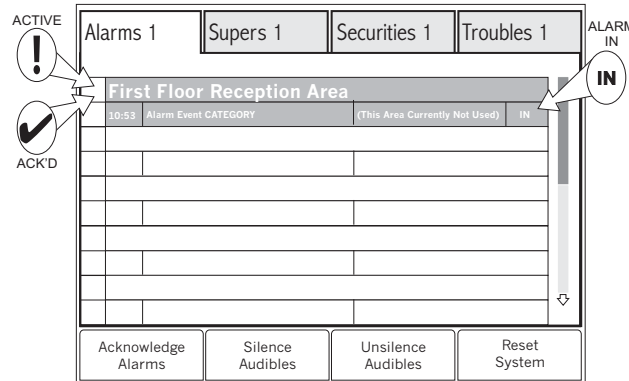 ACTIVE
!
ACK'D
Alarms 1
Supers 1
Securities 1
Troubles 1
ALARM
IN
IN
First Floor Reception Area
10:53 Alarm Event CATEGORY (This Area Currently Not Used) IN
Acknowledge
Alarms
Silence
Audibles
Unsilence
Audibles
Reset
System